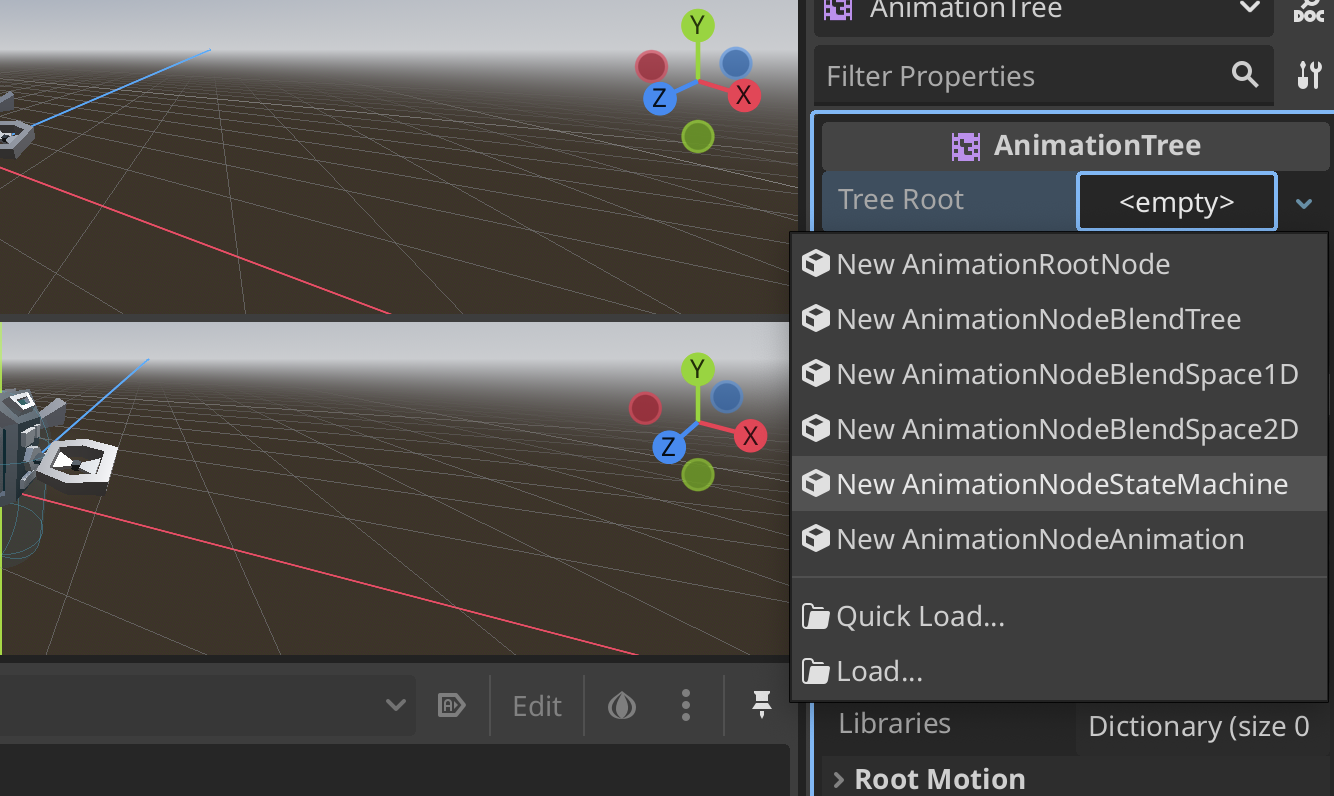 AnimationTree
DOC
Filter Properties
AnimationTree
Tree Root <empty>
New AnimationRootNode
New AnimationNodeBlendTree
New AnimationNodeBlendSpace1D
New AnimationNodeBlendSpace2D
New AnimationNodeStateMachine
New AnimationNodeAnimation
Quick Load...
Load...
Libraries Dictionary (size 0
Root Motion
Y
Z X
Y
Z X
A
Edit